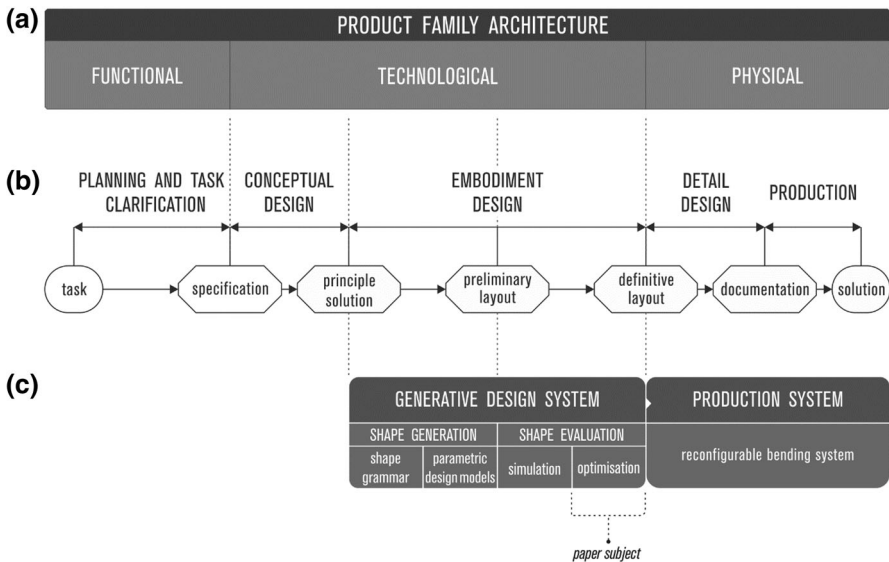 (a)
PRODUCT FAMILY ARCHITECTURE
FUNCTIONAL
TECHNOLOGICAL
PHYSICAL
(b)
PLANNING AND TASK
CLARIFICATION
CONCEPTUAL
DESIGN
EMBODIMENT
DESIGN
DETAIL
DESIGN
PRODUCTION
task
specification
principle
solution
preliminary
layout
definitive
layout
documentation
solution
(c)
GENERATIVE DESIGN SYSTEM
PRODUCTION SYSTEM
SHAPE GENERATION
SHAPE EVALUATION
shape
grammar
parametric
design models
simulation
optimisation
reconfigurable bending system
paper subject